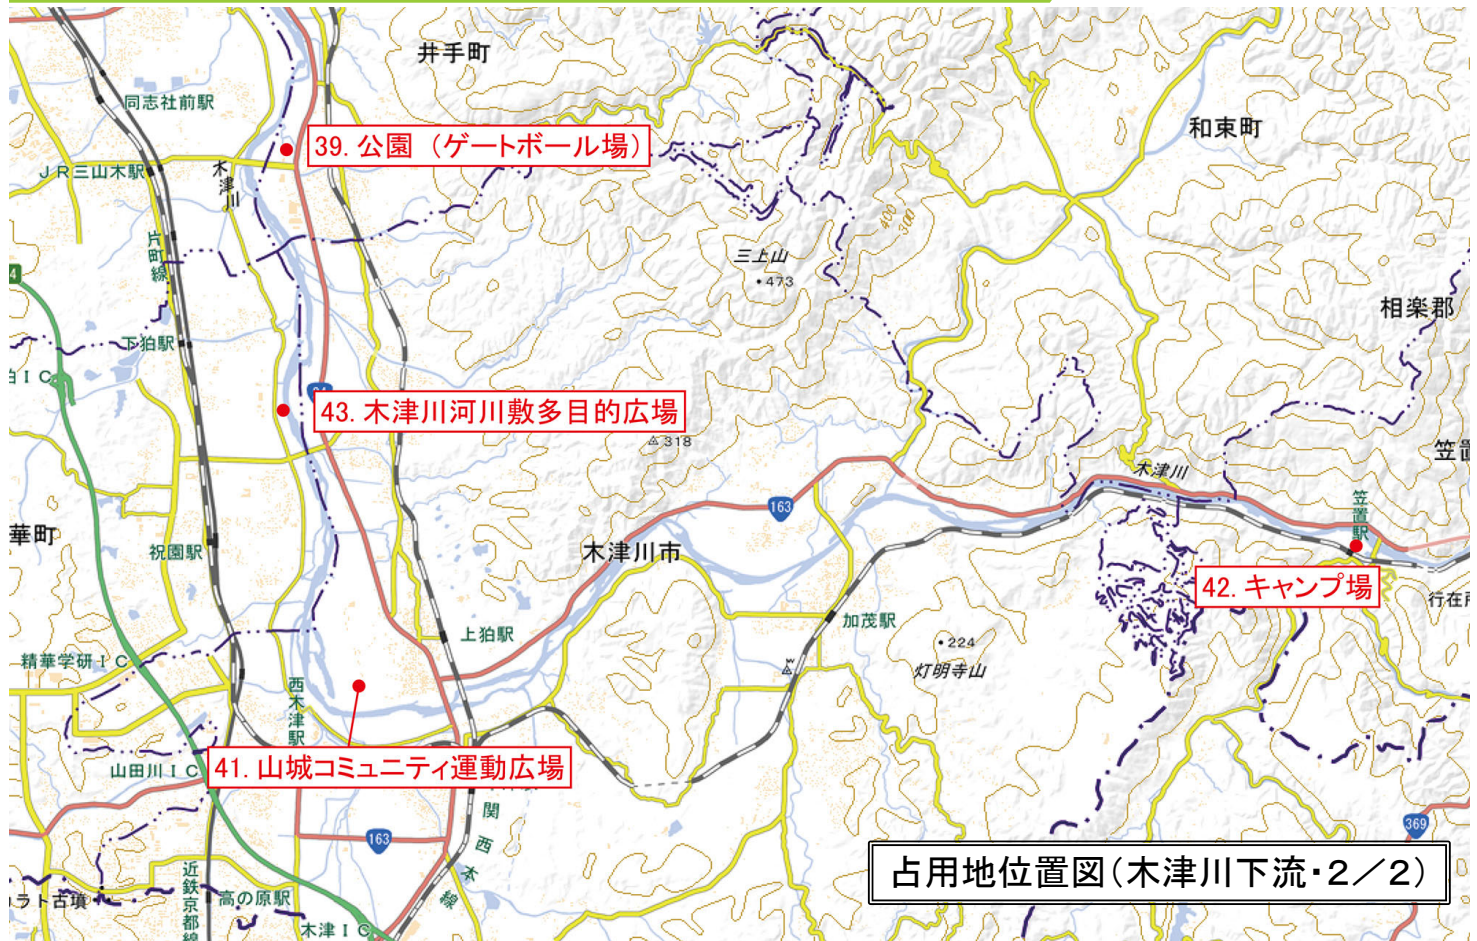 井手町
同志社前駅
和束町
39. 公園 （ゲートボール場）
JR三山木駅
木津川
片町線
400
300
三上山
・473
4
相楽郡
下狛駅
43. 木津川河川敷多目的広場
318
木津川
笠置駅
163
華町
祝園駅
木津川市
42. キャンプ場
加茂駅
上狛駅
・224
灯明寺山
精華学研IC
西木津駅
41. 山城コミュニティ運動広場
山田川IC
関西本線
163
369
占用地位置図（木津川下流・2／2）
ラト古墳
近鉄京都線
高の原駅
木津IC